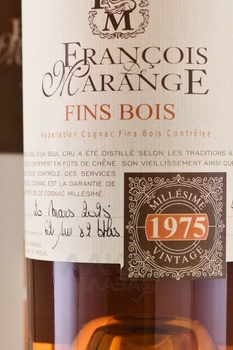 F
M
FRANÇOIS
MARANGE
FINS BOIS
Appellation Cognac Fins Bois Contrôlée
D'UN SEUL CRU A ÉTÉ DISTILLÉ SELON LES TRADITIONS A
EN FÛTS DE CHÊNE SON VIEILLISSEMENT AINSI QUE
DES SERVICES
DU COGNAC EST LA GARANTIE DE
DE COGNAC MILLÉSIMÉ.
MILLÉSIME
1975
VINTAGE